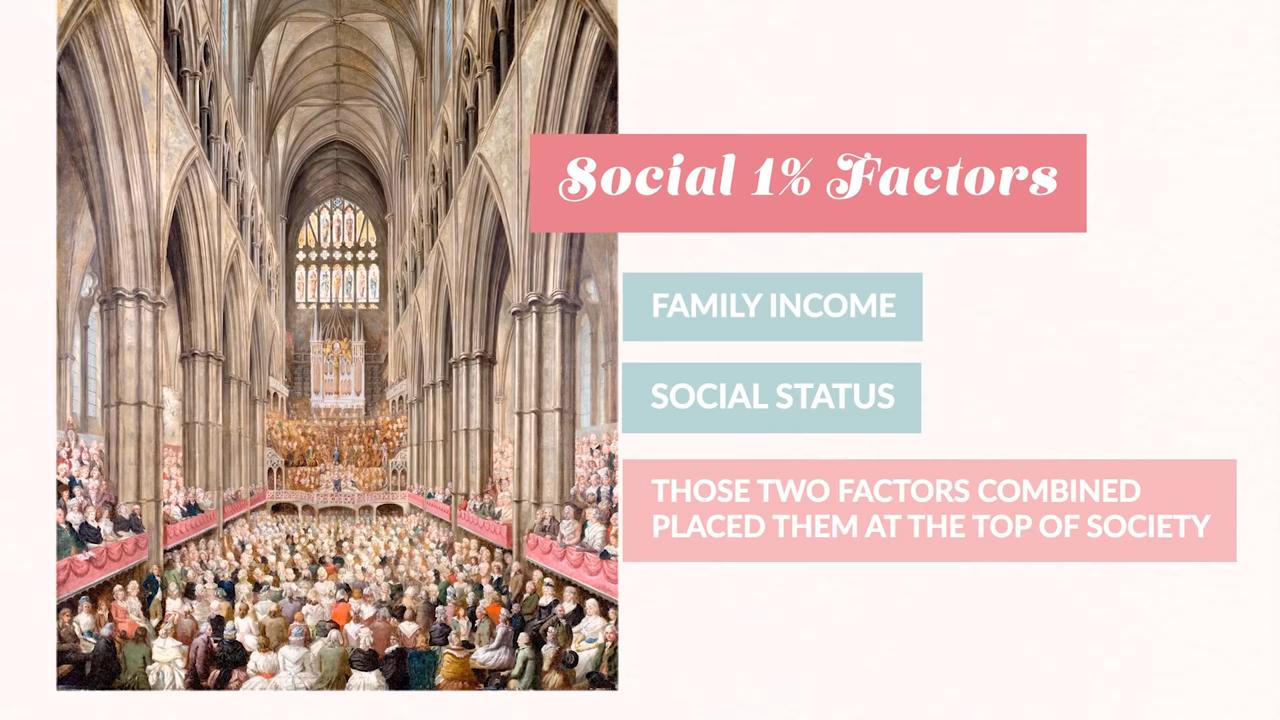 Social 1% Factors
FAMILY INCOME
SOCIAL STATUS
THOSE TWO FACTORS COMBINED
PLACED THEM AT THE TOP OF SOCIETY